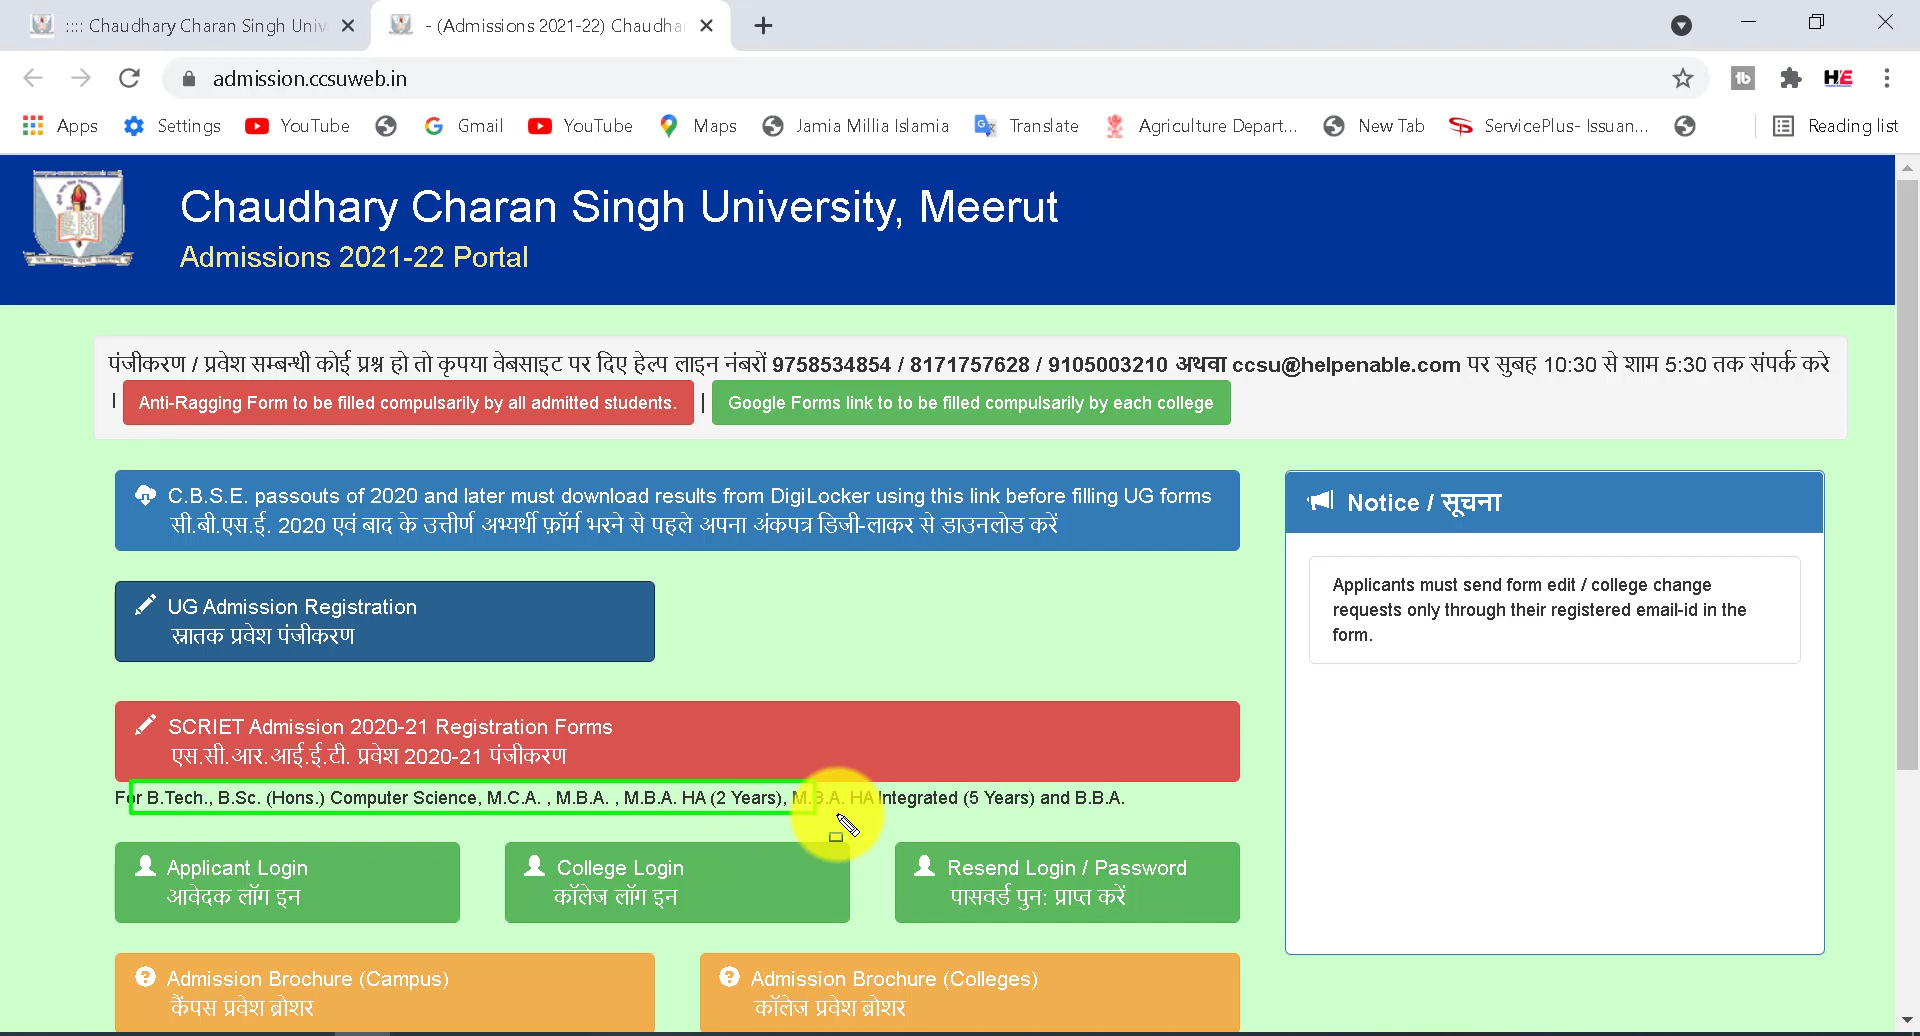 :::: Chaudhary Charan Singh Univ
- (Admissions 2021-22) Chaudhar
admission.ccsuweb.in
Apps Settings YouTube Gmail YouTube Maps Jamia Millia Islamia Translate Agriculture Depart... New Tab ServicePlus- Issuan... Reading list
Chaudhary Charan Singh University, Meerut
Admissions 2021-22 Portal
पंजीकरण / प्रवेश सम्बन्धी कोई प्रश्न हो तो कृपया वेबसाइट पर दिए हेल्प लाइन नंबरों 9758534854 / 8171757628 / 9105003210 अथवा ccsu@helpenable.com पर सुबह 10:30 से शाम 5:30 तक संपर्क करे
| Anti-Ragging Form to be filled compulsarily by all admitted students. | Google Forms link to to be filled compulsarily by each college
C.B.S.E. passouts of 2020 and later must download results from DigiLocker using this link before filling UG forms
सी.बी.एस.ई. 2020 एवं बाद के उत्तीर्ण अभ्यर्थी फ़ॉर्म भरने से पहले अपना अंकपत्र डिजी-लाकर से डाउनलोड करें
UG Admission Registration
स्नातक प्रवेश पंजीकरण
SCRIET Admission 2020-21 Registration Forms
एस.सी.आर.आई.ई.टी. प्रवेश 2020-21 पंजीकरण
For B.Tech., B.Sc. (Hons.) Computer Science, M.C.A. , M.B.A. , M.B.A. HA (2 Years), M.B.A. HA Integrated (5 Years) and B.B.A.
Applicant Login
आवेदक लॉग इन
College Login
कॉलेज लॉग इन
Resend Login / Password
पासवर्ड पुन: प्राप्त करें
Admission Brochure (Campus)
कैंपस प्रवेश ब्रोशर
Admission Brochure (Colleges)
कॉलेज प्रवेश ब्रोशर
Notice / सूचना
Applicants must send form edit / college change
requests only through their registered email-id in the
form.